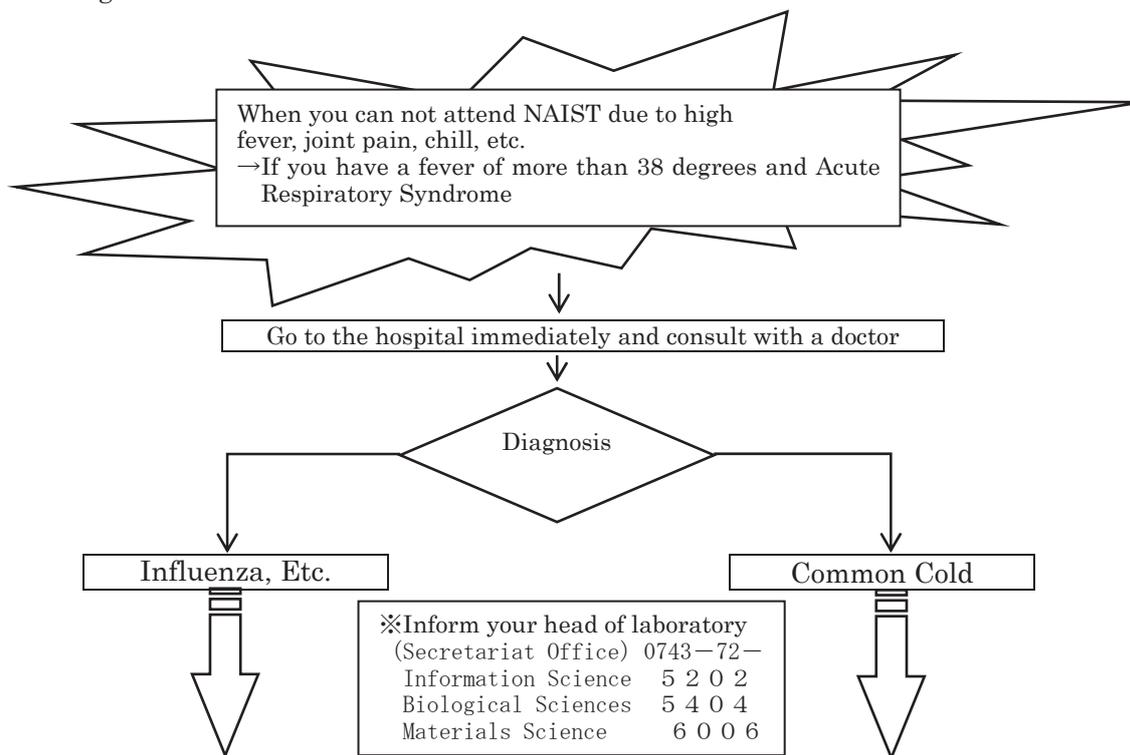 When you can not attend NAIST due to high
fever, joint pain, chill, etc.
→If you have a fever of more than 38 degrees and Acute
Respiratory Syndrome
Go to the hospital immediately and consult with a doctor
Diagnosis
Influenza, Etc.
Common Cold
※Inform your head of laboratory
(Secretariat Office) 0743－72－
Information Science ５２０２
Biological Sciences ５４０４
Materials Science ６００６